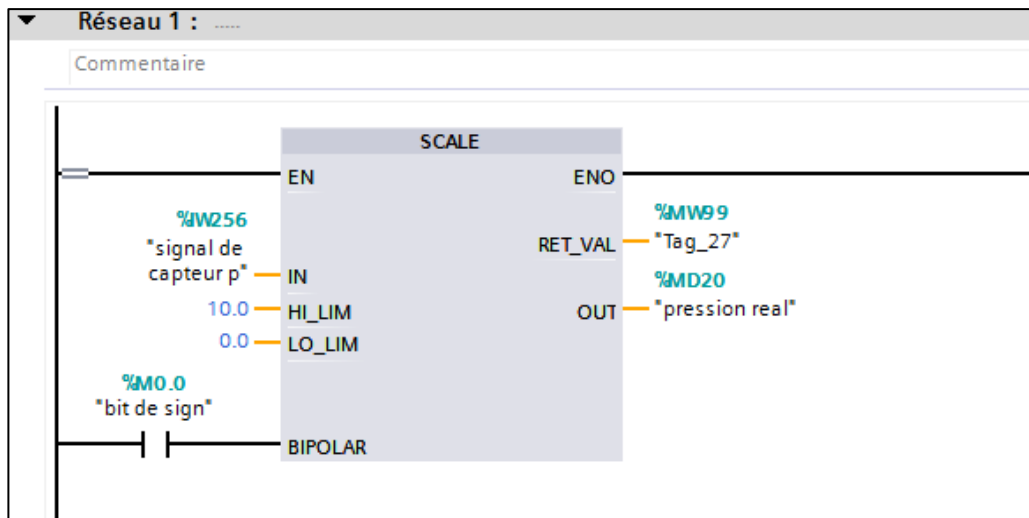 Réseau 1 : .....
Commentaire
SCALE
EN ENO
%IW256
"signal de
capteur p" IN
%MW99
RET_VAL "Tag_27"
%MD20
10.0 HI_LIM OUT "pression real"
0.0 LO_LIM
%M0.0
"bit de sign"
BIPOLAR